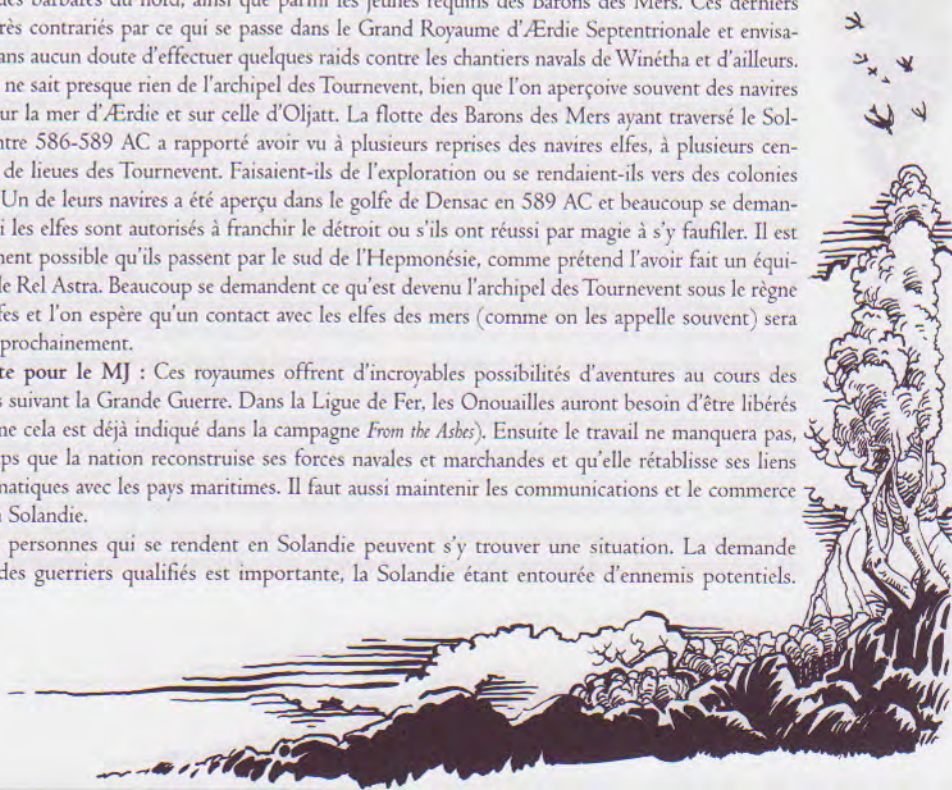 des barbares du nord, ainsi que parmi les jeunes requins des Barons des Mers. Ces derniers
rès contrariés par ce qui se passe dans le Grand Royaume d'Ærdie Septentrionale et envisa-
ans aucun doute d'effectuer quelques raids contre les chantiers navals de Winétha et d'ailleurs.
ne sait presque rien de l'archipel des Tournevent, bien que l'on aperçoive souvent des navires
ur la mer d'Ærdie et sur celle d'Oljatt. La flotte des Barons des Mers ayant traversé le Sol-
ntre 586-589 AC a rapporté avoir vu à plusieurs reprises des navires elfes, à plusieurs cen-
de lieues des Tournevent. Faisaient-ils de l'exploration ou se rendaient-ils vers des colonies
Un de leurs navires a été aperçu dans le golfe de Densac en 589 AC et beaucoup se deman-
i les elfes sont autorisés à franchir le détroit ou s'ils ont réussi par magie à s'y faufiler. Il est
ment possible qu'ils passent par le sud de l'Hepmonésie, comme prétend l'avoir fait un équi-
le Rel Astra. Beaucoup se demandent ce qu'est devenu l'archipel des Tournevent sous le règne
fes et l'on espère qu'un contact avec les elfes des mers (comme on les appelle souvent) sera
prochainement.
te pour le MJ : Ces royaumes offrent d'incroyables possibilités d'aventures au cours des
s suivant la Grande Guerre. Dans la Ligue de Fer, les Onouailles auront besoin d'être libérés
ne cela est déjà indiqué dans la campagne From the Ashes). Ensuite le travail ne manquera pas,
ps que la nation reconstruise ses forces navales et marchandes et qu'elle rétablisse ses liens
matiques avec les pays maritimes. Il faut aussi maintenir les communications et le commerce
a Solandie.
personnes qui se rendent en Solandie peuvent s'y trouver une situation. La demande
des guerriers qualifiés est importante, la Solandie étant entourée d'ennemis potentiels.